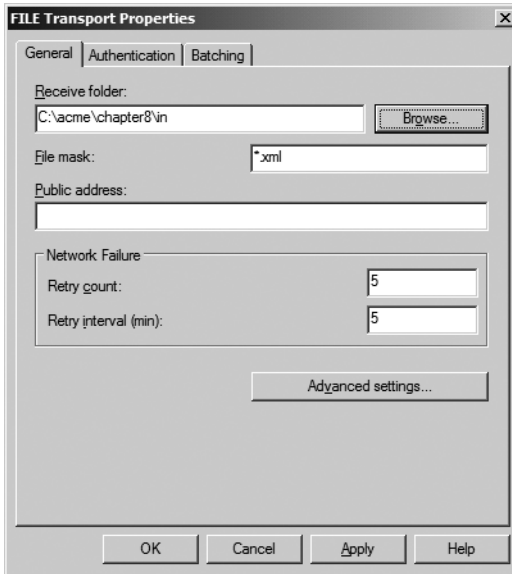 FILE Transport Properties
General Authentication Batching
Receive folder:
C:\acme\chapter8\in
Browse...
File mask:
*.xml
Public address:
Network Failure
Retry count:
5
Retry interval (min):
5
Advanced settings...
OK Cancel Apply Help